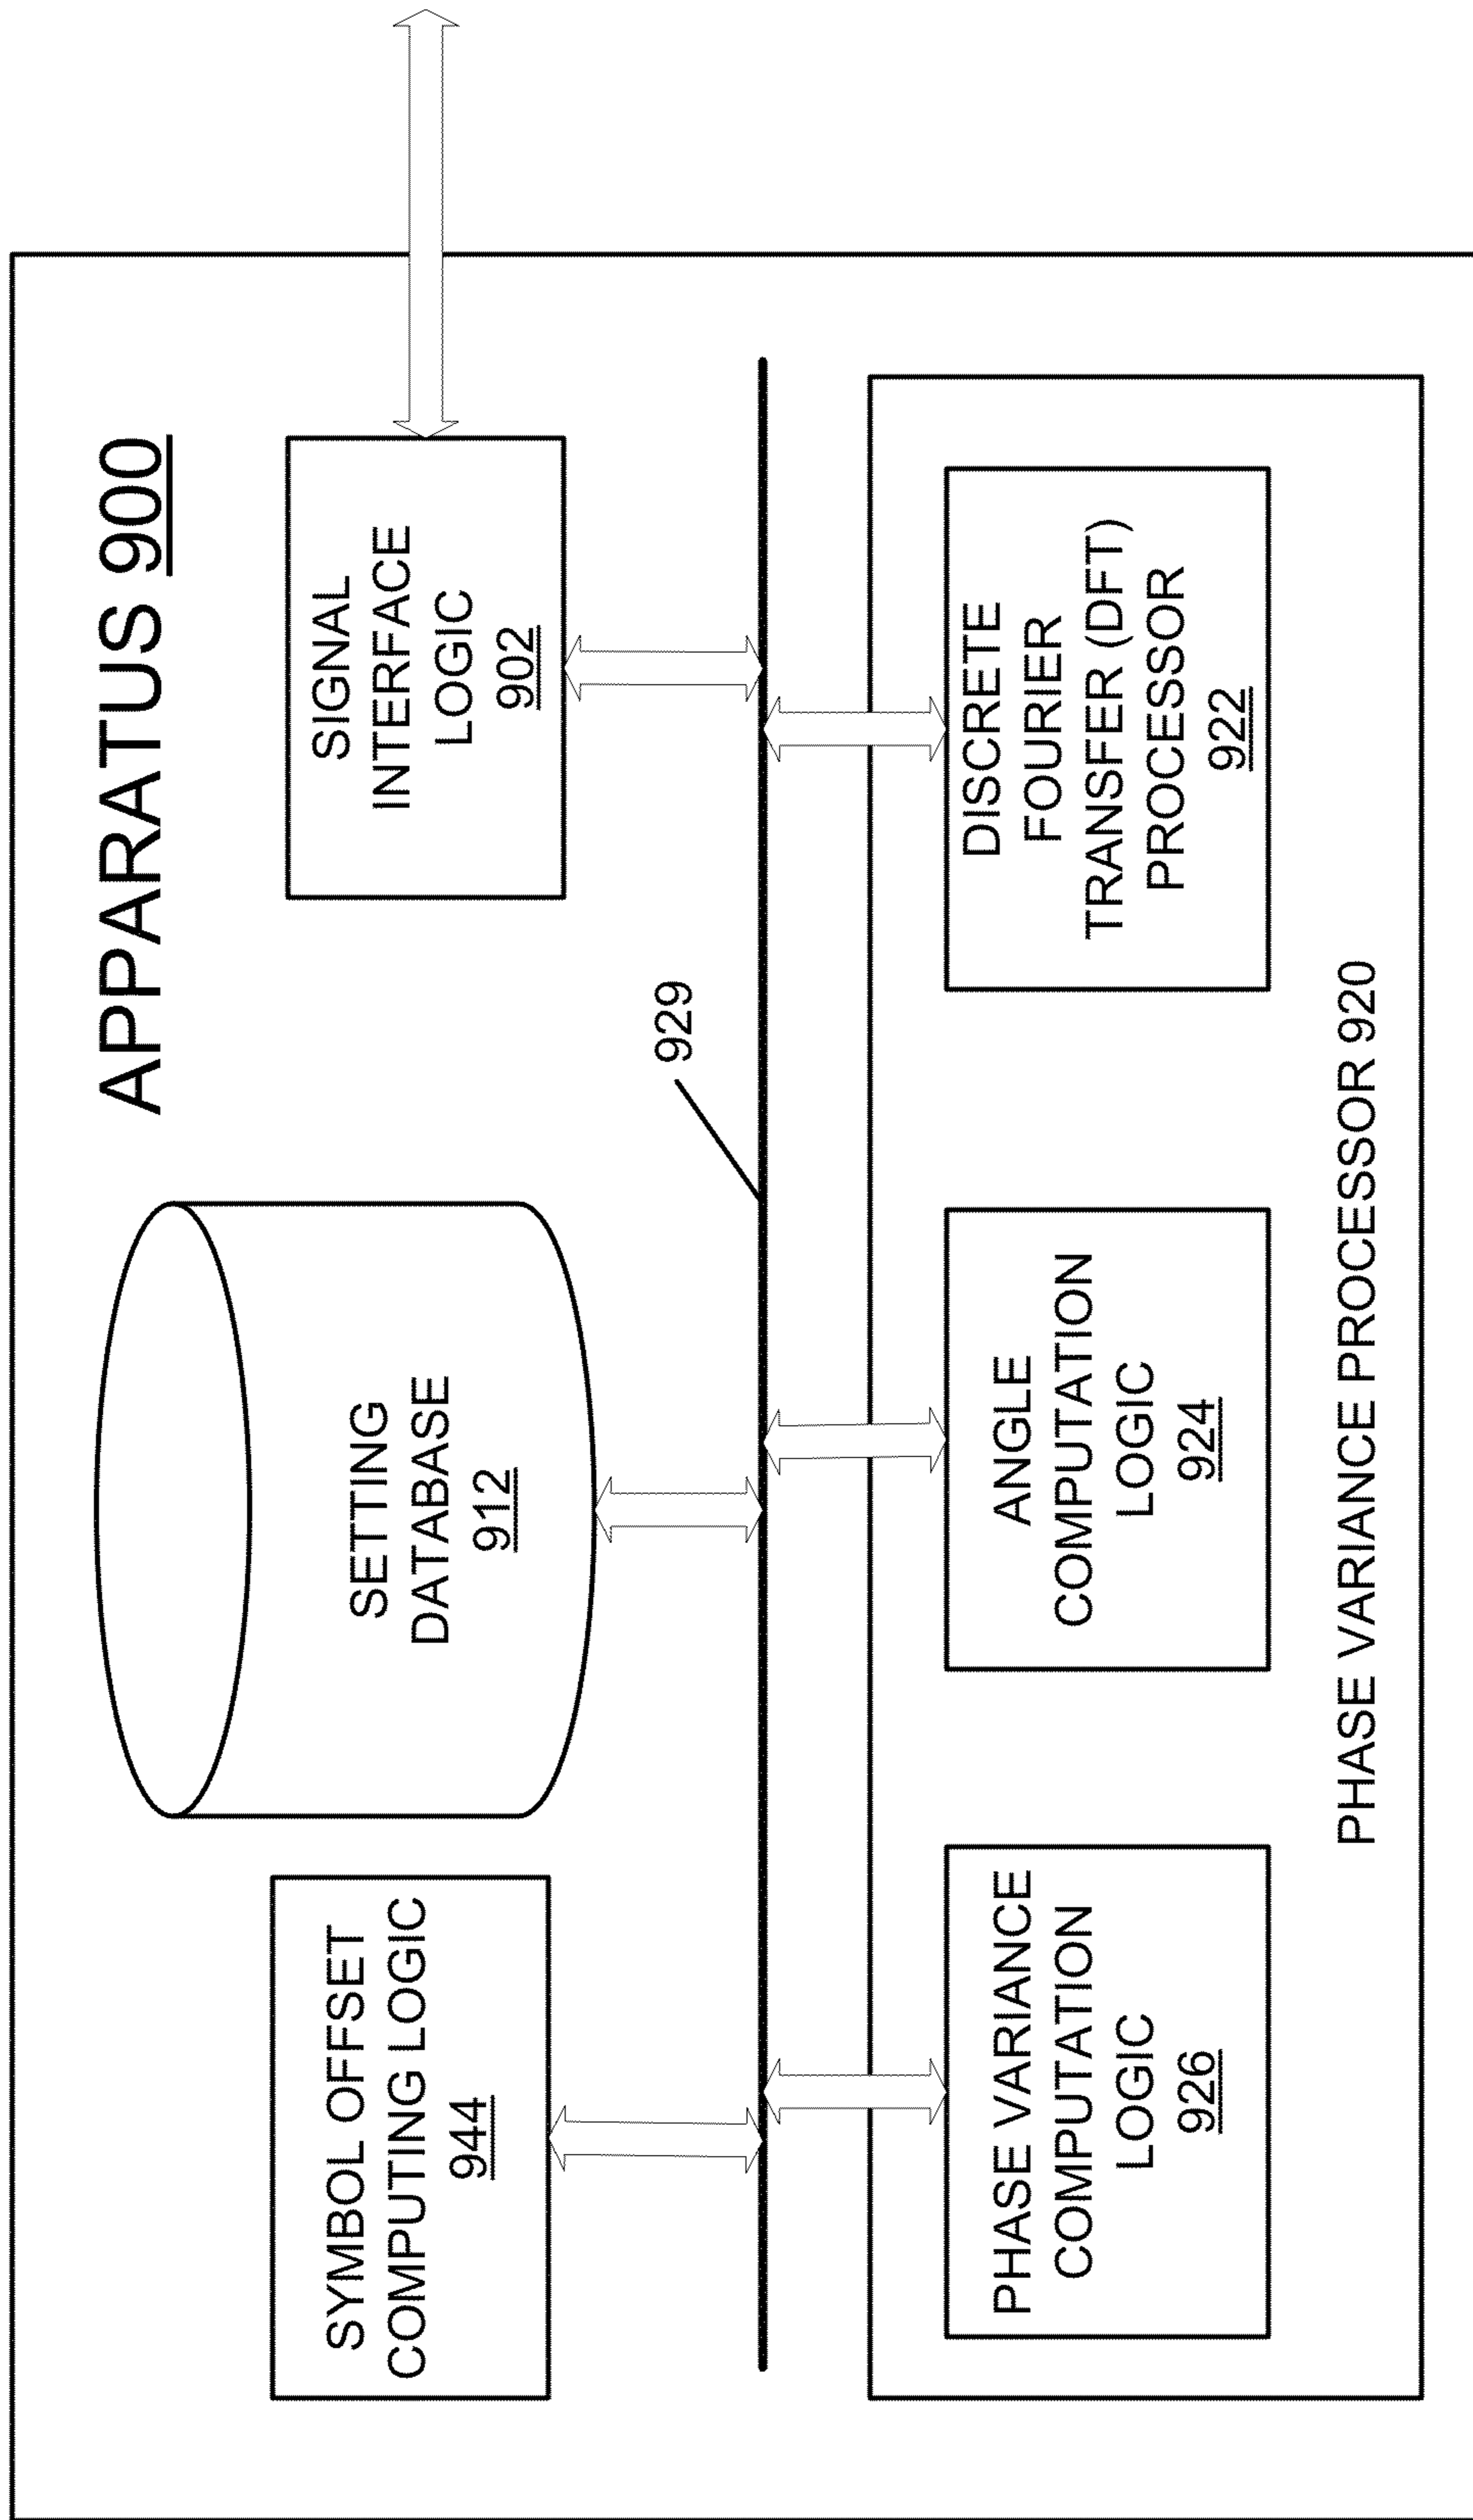 APPARATUS 900
SYMBOL OFFSET
COMPUTING LOGIC
944
SETTING
DATABASE
912
SIGNAL
INTERFACE
LOGIC
902
929
PHASE VARIANCE
COMPUTATION
LOGIC
926
ANGLE
COMPUTATION
LOGIC
924
DISCRETE
FOURIER
TRANSFER (DFT)
PROCESSOR
922
PHASE VARIANCE PROCESSOR 920